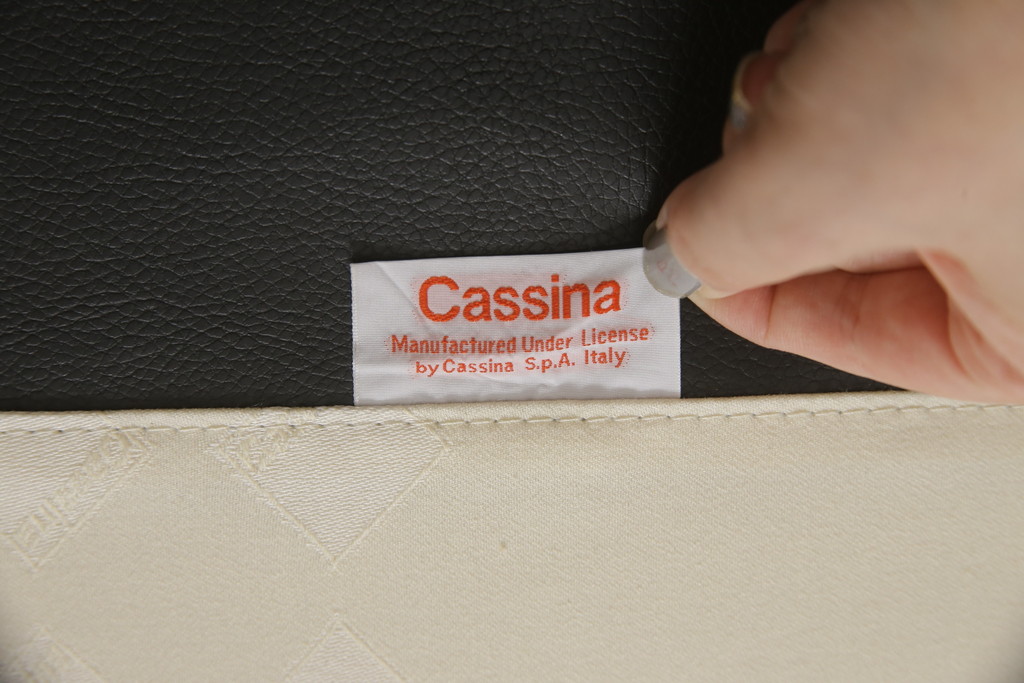 Cassina
Manufactured Under License
by Cassina S.p.A. Italy